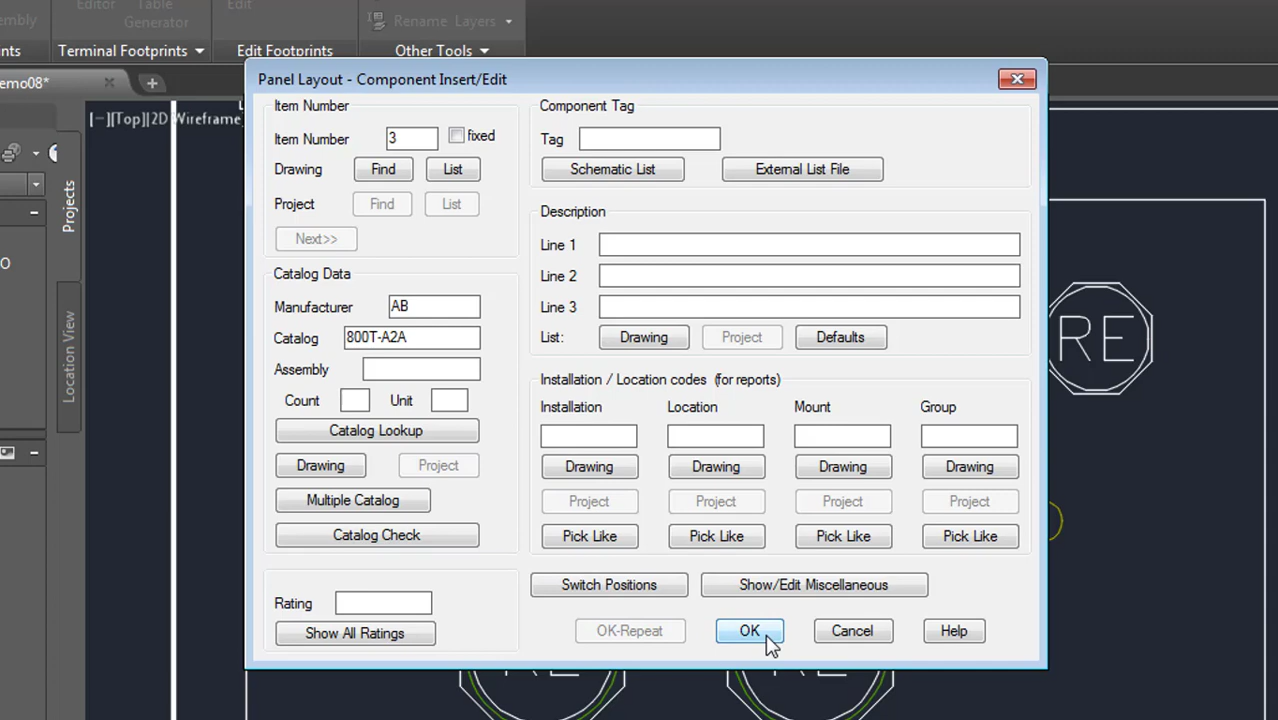 Editor
Table
Generator
Edit
Rename Layers
Terminal Footprints
Edit Footprints
Other Tools
emo08*
[−][Top][2D Wireframe
Projects
Location View
Panel Layout - Component Insert/Edit
Item Number
Item Number 3 fixed
Drawing Find List
Project Find List
Next>>
Catalog Data
Manufacturer AB
Catalog 800T-A2A
Assembly
Count Unit
Catalog Lookup
Drawing Project
Multiple Catalog
Catalog Check
Rating
Show All Ratings
Component Tag
Tag
Schematic List External List File
Description
Line 1
Line 2
Line 3
List: Drawing Project Defaults
Installation / Location codes (for reports)
Installation Location Mount Group
Drawing Drawing Drawing Drawing
Project Project Project Project
Pick Like Pick Like Pick Like Pick Like
Switch Positions Show/Edit Miscellaneous
OK-Repeat OK Cancel Help
RE